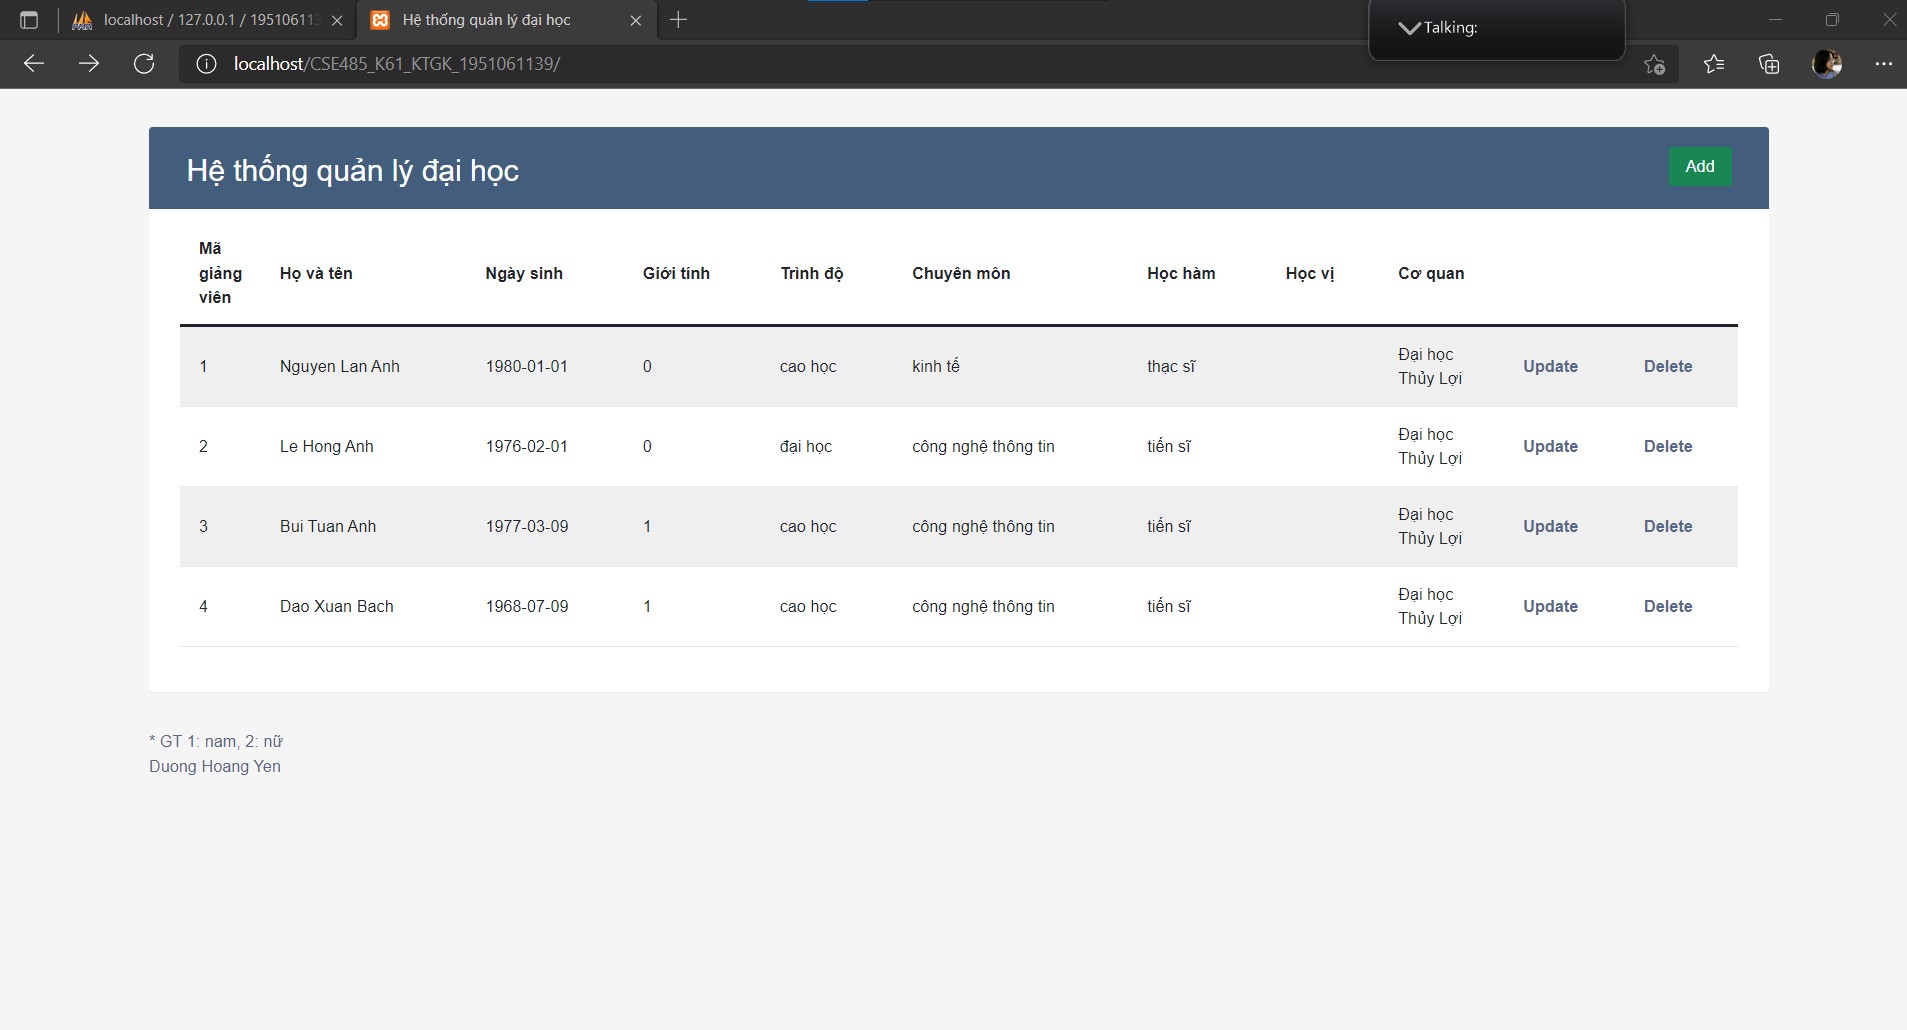 localhost / 127.0.0.1 / 19510611
Hệ thống quản lý đại học
Talking:
localhost/CSE485_K61_KTGK_1951061139/
Hệ thống quản lý đại học
Add
Mã giảng viên Họ và tên Ngày sinh Giới tính Trình độ Chuyên môn Học hàm Học vị Cơ quan
1 Nguyen Lan Anh 1980-01-01 0 cao học kinh tế thạc sĩ Đại học Thủy Lợi Update Delete
2 Le Hong Anh 1976-02-01 0 đại học công nghệ thông tin tiến sĩ Đại học Thủy Lợi Update Delete
3 Bui Tuan Anh 1977-03-09 1 cao học công nghệ thông tin tiến sĩ Đại học Thủy Lợi Update Delete
4 Dao Xuan Bach 1968-07-09 1 cao học công nghệ thông tin tiến sĩ Đại học Thủy Lợi Update Delete
* GT 1: nam, 2: nữ
Duong Hoang Yen